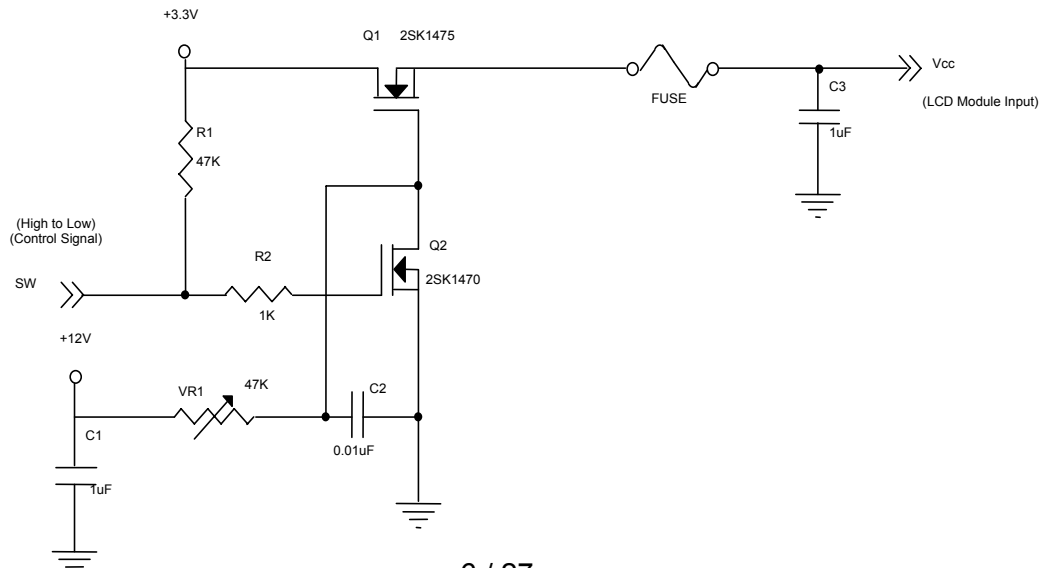 +3.3V
Q1 2SK1475
Vcc
FUSE
C3
(LCD Module Input)
R1
1uF
47K
(High to Low)
(Control Signal)
Q2
R2
SW
2SK1470
1K
+12V
VR1
47K
C2
C1
0.01uF
1uF